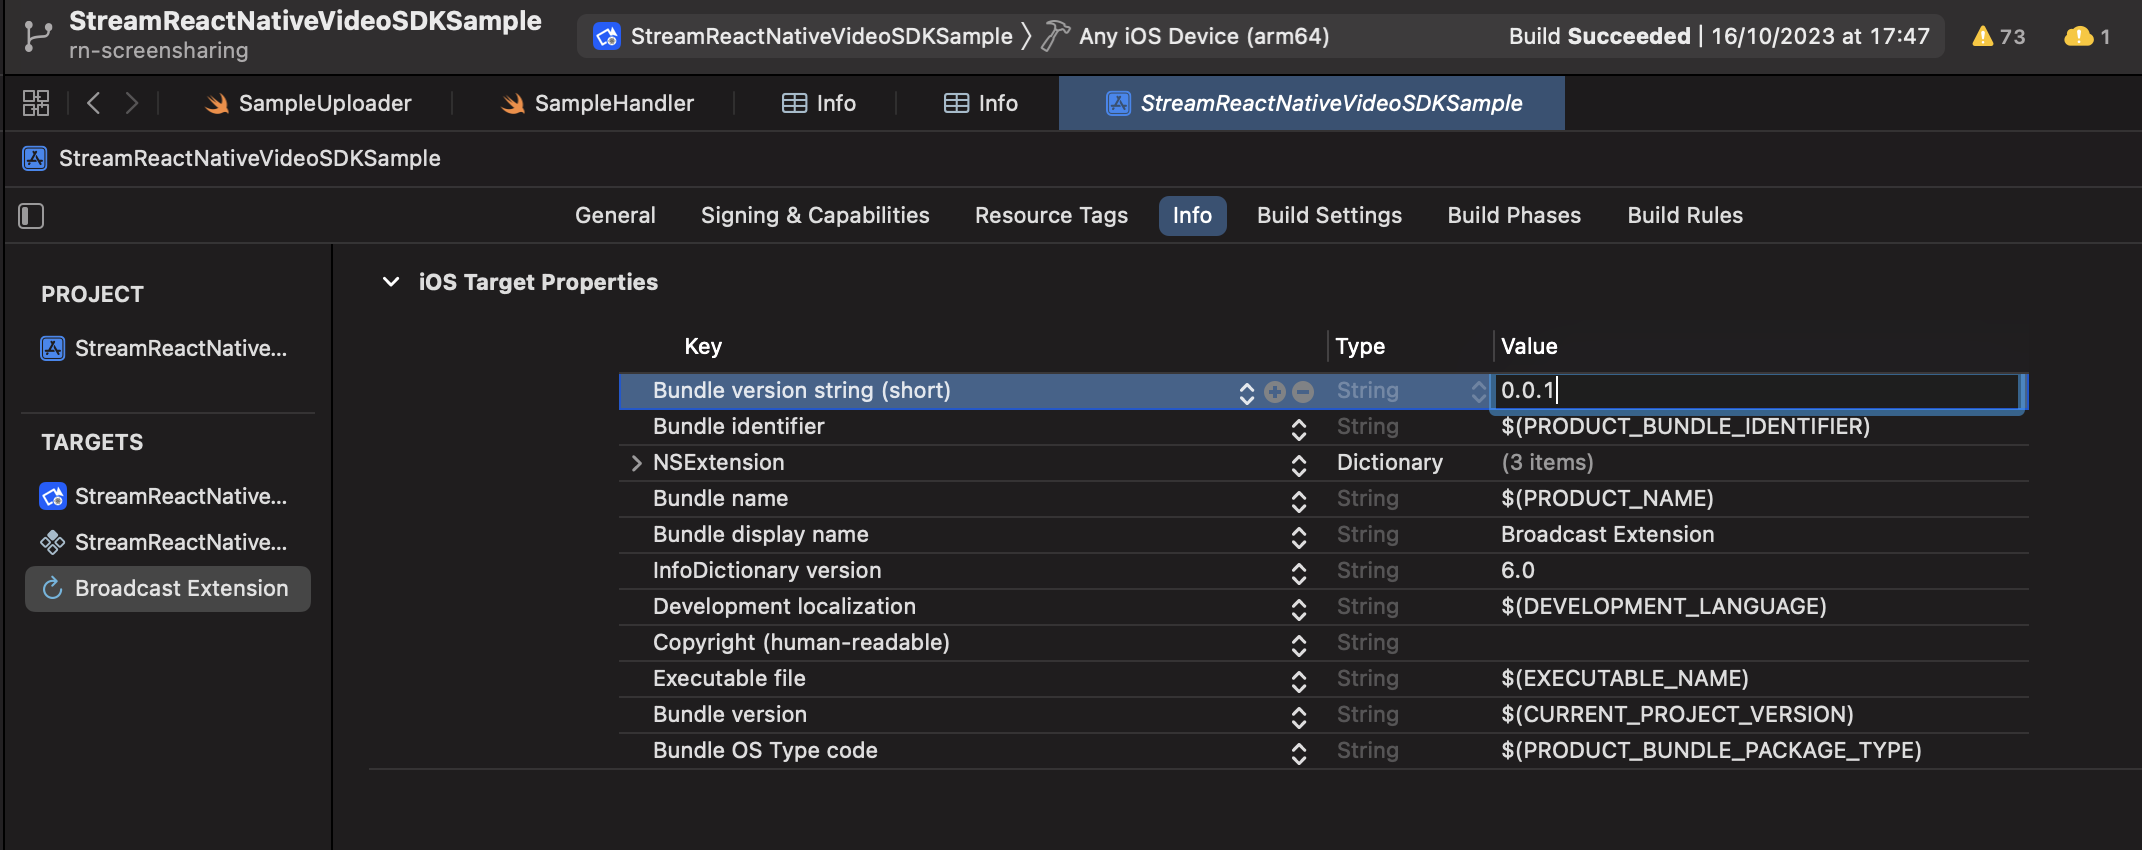 StreamReactNativeVideoSDKSample
rn-screensharing
StreamReactNativeVideoSDKSample 〉 Any iOS Device (arm64)
Build Succeeded | 16/10/2023 at 17:47
73
1
SampleUploader
SampleHandler
Info
Info
StreamReactNativeVideoSDKSample
StreamReactNativeVideoSDKSample
General Signing & Capabilities Resource Tags Info Build Settings Build Phases Build Rules
PROJECT
StreamReactNative...
TARGETS
StreamReactNative...
StreamReactNative...
Broadcast Extension
iOS Target Properties
Key Type Value
Bundle version string (short) String 0.0.1
Bundle identifier String $(PRODUCT_BUNDLE_IDENTIFIER)
NSExtension Dictionary (3 items)
Bundle name String $(PRODUCT_NAME)
Bundle display name String Broadcast Extension
InfoDictionary version String 6.0
Development localization String $(DEVELOPMENT_LANGUAGE)
Copyright (human-readable) String
Executable file String $(EXECUTABLE_NAME)
Bundle version String $(CURRENT_PROJECT_VERSION)
Bundle OS Type code String $(PRODUCT_BUNDLE_PACKAGE_TYPE)